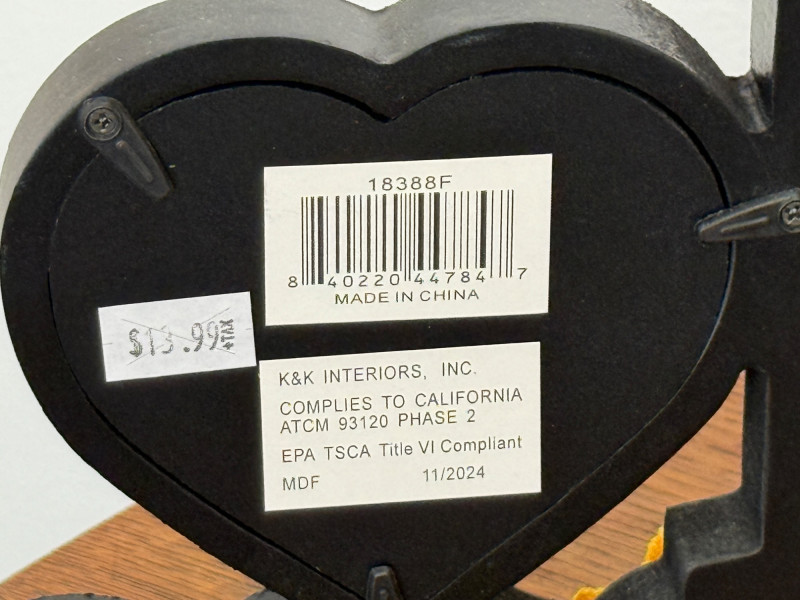 18388F
8 40220 44784 7
MADE IN CHINA
$13.99 +TAX
K&K INTERIORS, INC.
COMPLIES TO CALIFORNIA
ATCM 93120 PHASE 2
EPA TSCA Title VI Compliant
MDF 11/2024